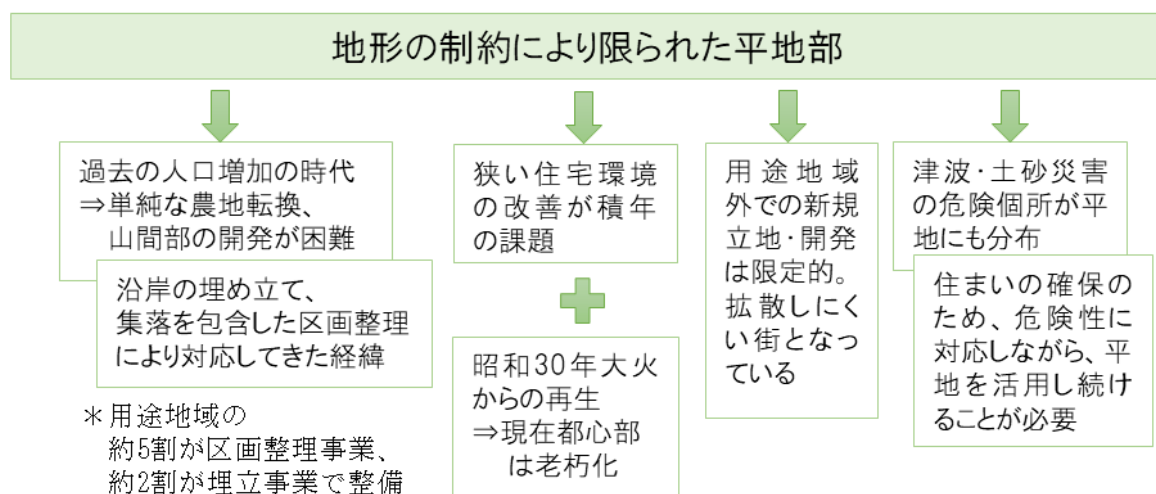 地形の制約により限られた平地部
過去の人口増加の時代
⇒単純な農地転換、
山間部の開発が困難
沿岸の埋め立て、
集落を包含した区画整理
により対応してきた経緯
＊用途地域の
約5割が区画整理事業、
約2割が埋立事業で整備
狭い住宅環境
の改善が積年
の課題
昭和30年大火
からの再生
⇒現在都心部
は老朽化
用途地域
外での新規
立地・開発
は限定的。
拡散しにく
い街となっ
ている
津波・土砂災害
の危険個所が平
地にも分布
住まいの確保の
ため、危険性に
対応しながら、平
地を活用し続け
ることが必要